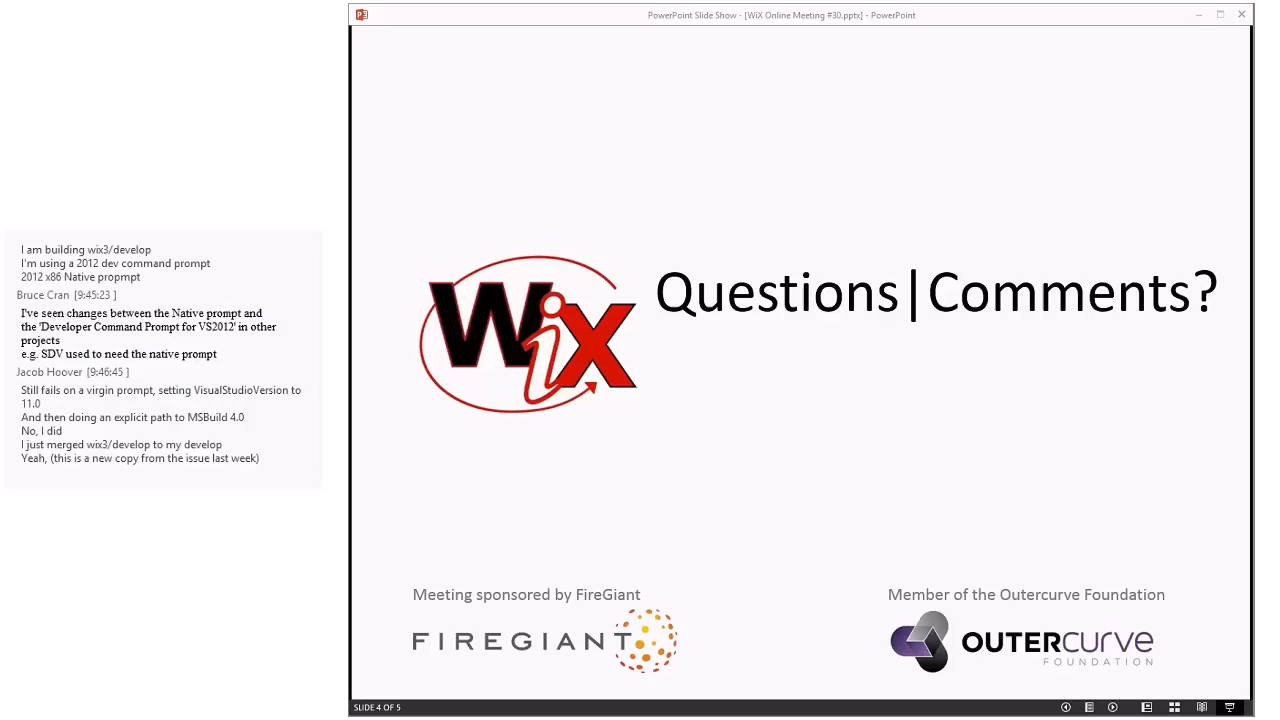 PowerPoint Slide Show - [WiX Online Meeting #30.pptx] - PowerPoint
I am building wix3/develop
I'm using a 2012 dev command prompt
2012 x86 Native propmpt
Bruce Cran [9:45:23 ]
I've seen changes between the Native prompt and
the 'Developer Command Prompt for VS2012' in other
projects
e.g. SDV used to need the native prompt
Jacob Hoover [9:46:45 ]
Still fails on a virgin prompt, setting VisualStudioVersion to
11.0
And then doing an explicit path to MSBuild 4.0
No, I did
I just merged wix3/develop to my develop
Yeah, (this is a new copy from the issue last week)
WiX
Questions|Comments?
Meeting sponsored by FireGiant
FIREGIANT
Member of the Outercurve Foundation
OUTERCURVE
FOUNDATION
SLIDE 4 OF 5